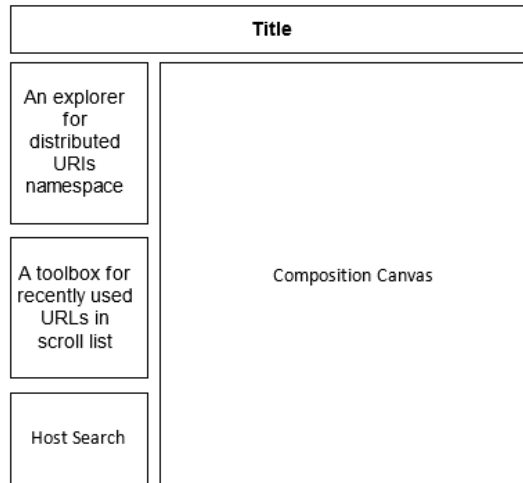 Title
An explorer
for
distributed
URIs
namespace
A toolbox for
recently used
URLs in
scroll list
Host Search
Composition Canvas